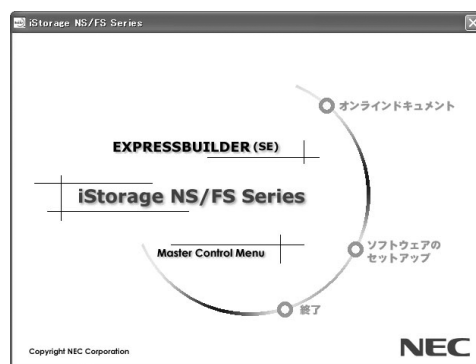 iStorage NS/FS Series
オンラインドキュメント
EXPRESSBUILDER (SE)
iStorage NS/FS Series
ソフトウェアの
セットアップ
Master Control Menu
終了
Copyright NEC Corporation
NEC